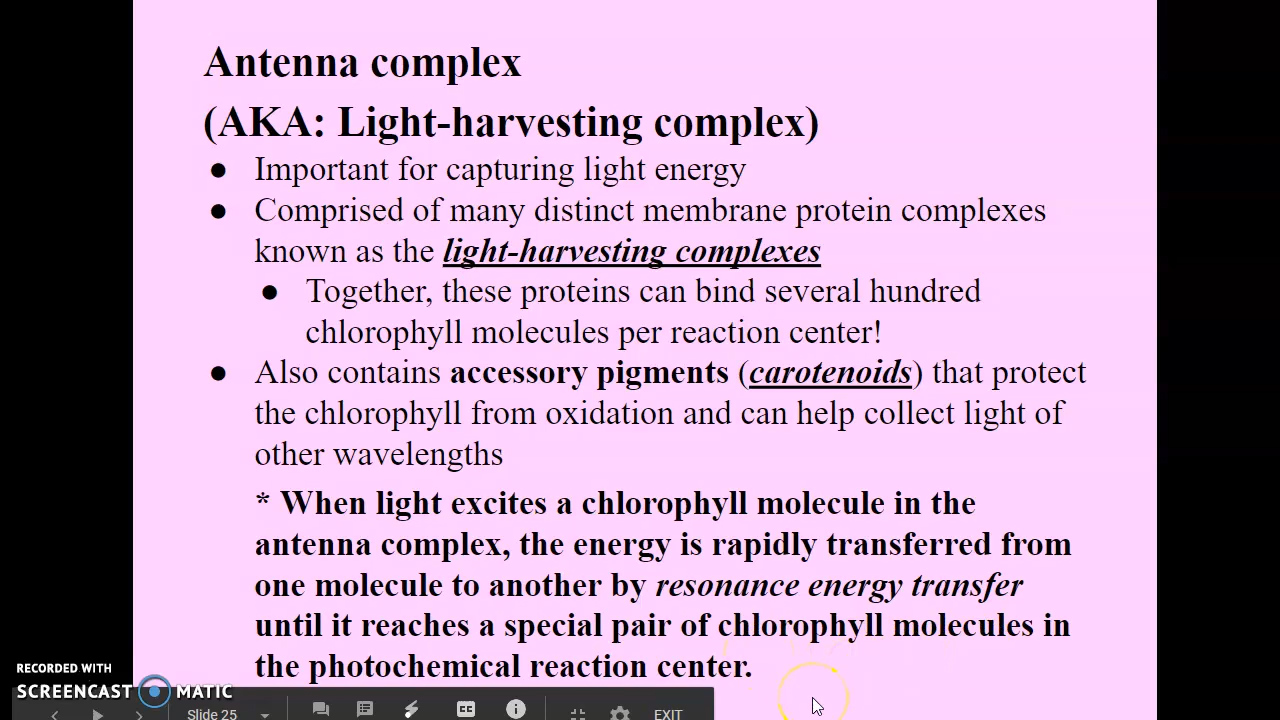 Antenna complex
(AKA: Light-harvesting complex)
● Important for capturing light energy
● Comprised of many distinct membrane protein complexes
known as the light-harvesting complexes
● Together, these proteins can bind several hundred
chlorophyll molecules per reaction center!
● Also contains accessory pigments (carotenoids) that protect
the chlorophyll from oxidation and can help collect light of
other wavelengths
* When light excites a chlorophyll molecule in the
antenna complex, the energy is rapidly transferred from
one molecule to another by resonance energy transfer
until it reaches a special pair of chlorophyll molecules in
the photochemical reaction center.
RECORDED WITH
SCREENCAST MATIC
Slide 25 CC EXIT